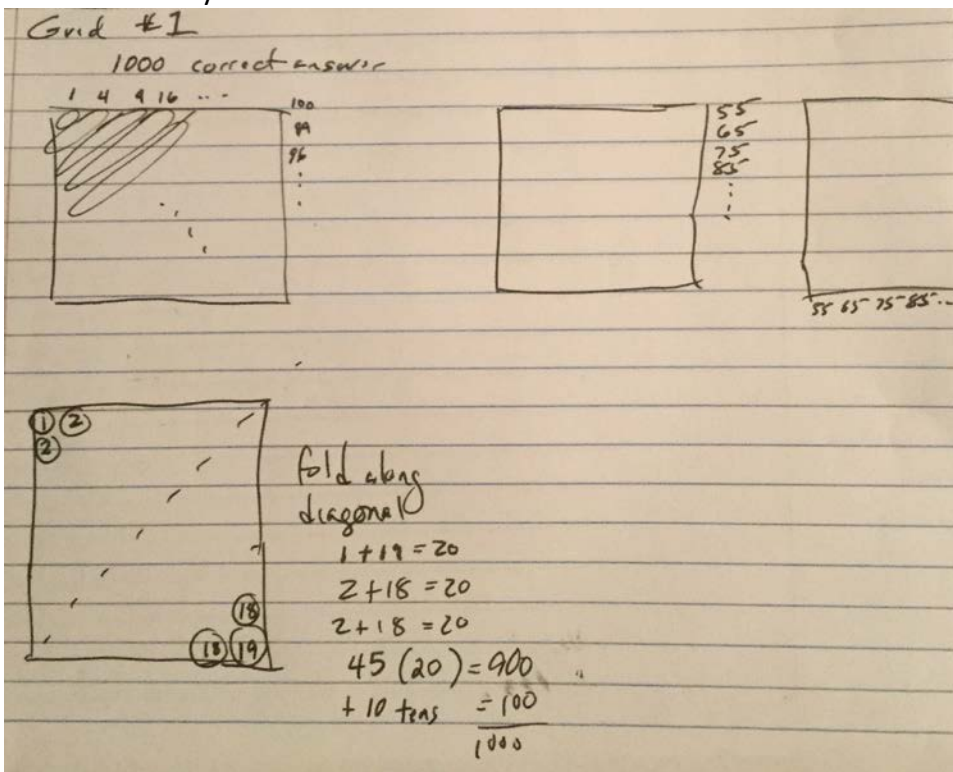 Grid #1
1000 correct answer
1 4 9 16 ...
100
99
96
55
65
75
85
55 65 75 85 ..
1 2
2
fold along
diagonal
1 + 19 = 20
2 + 18 = 20
2 + 18 = 20
18
18 19
45 (20) = 900
+ 10 tens = 100
1000